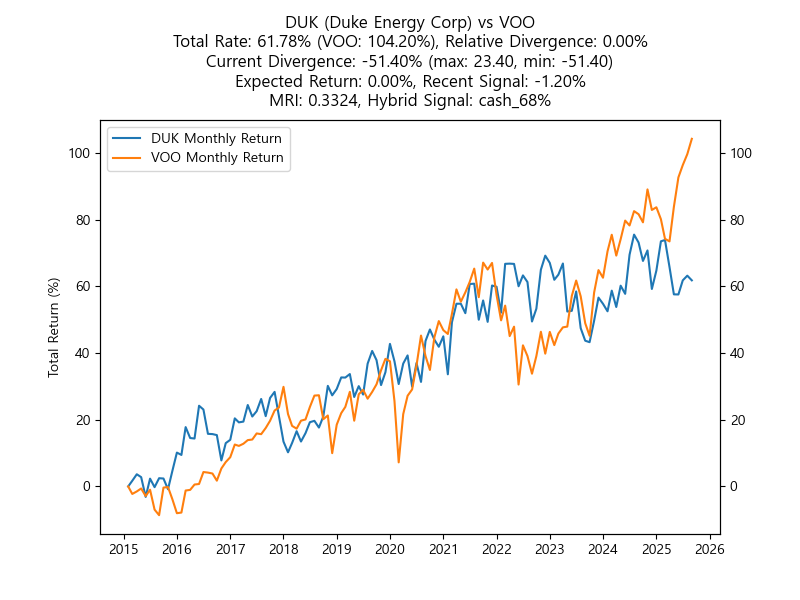 DUK (Duke Energy Corp) vs VOO
Total Rate: 61.78% (VOO: 104.20%), Relative Divergence: 0.00%
Current Divergence: -51.40% (max: 23.40, min: -51.40)
Expected Return: 0.00%, Recent Signal: -1.20%
MRI: 0.3324, Hybrid Signal: cash_68%
DUK Monthly Return
VOO Monthly Return
Total Return (%)
100
80
60
40
20
0
100
80
60
40
20
0
2015 2016 2017 2018 2019 2020 2021 2022 2023 2024 2025 2026